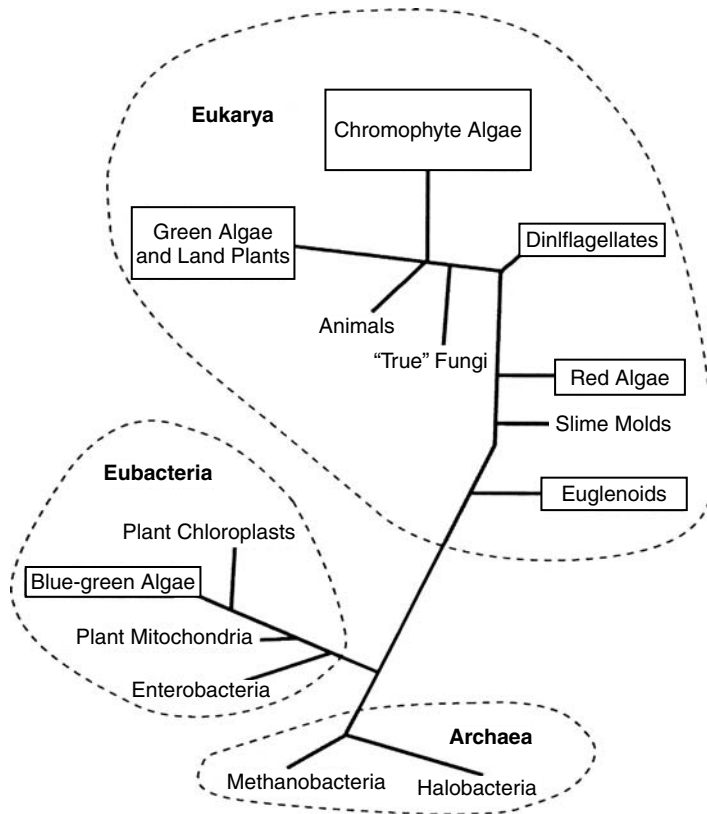 Eukarya
Chromophyte Algae
Green Algae
and Land Plants
Dinlflagellates
Animals
“True” Fungi
Red Algae
Slime Molds
Eubacteria
Euglenoids
Plant Chloroplasts
Blue-green Algae
Plant Mitochondria
Enterobacteria
Archaea
Methanobacteria
Halobacteria